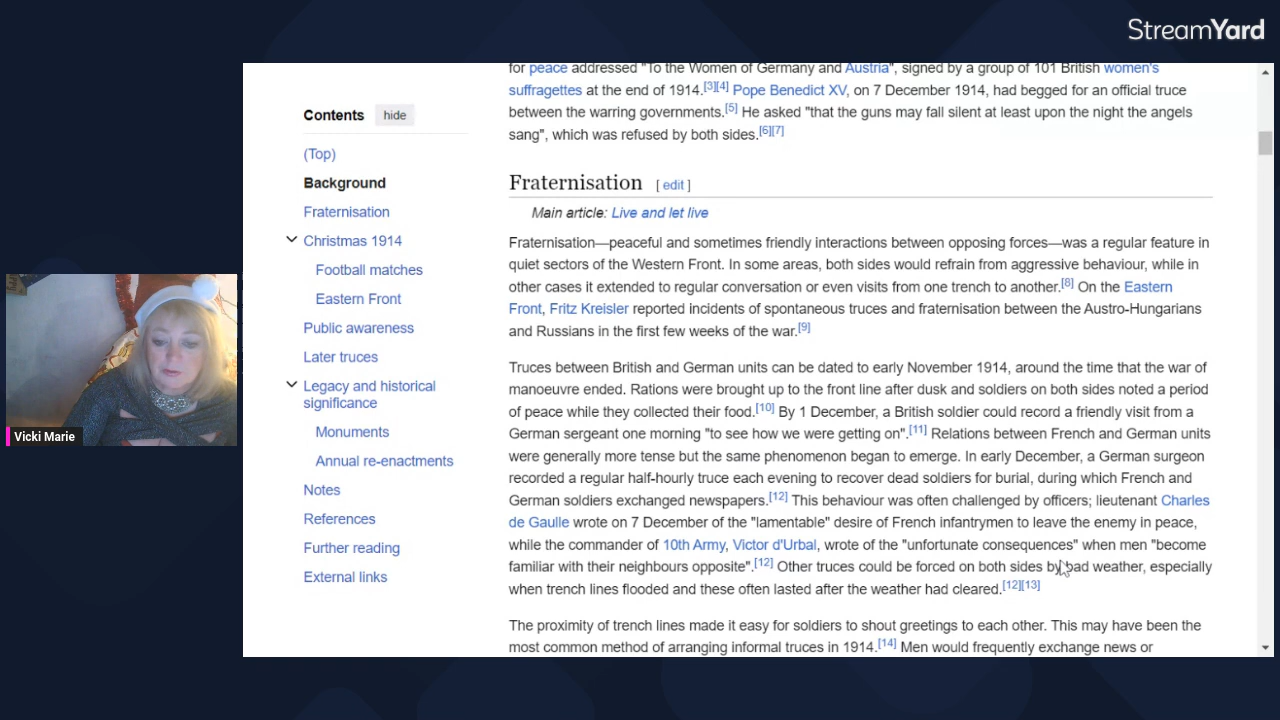 StreamYard
Contents hide
(Top)
Background
Fraternisation
Christmas 1914
Football matches
Eastern Front
Public awareness
Later truces
Legacy and historical
significance
Monuments
Annual re-enactments
Notes
References
Further reading
External links
for peace addressed "To the Women of Germany and Austria", signed by a group of 101 British women's
suffragettes at the end of 1914.[3][4] Pope Benedict XV, on 7 December 1914, had begged for an official truce
between the warring governments.[5] He asked "that the guns may fall silent at least upon the night the angels
sang", which was refused by both sides.[6][7]
Fraternisation [ edit ]
Main article: Live and let live
Fraternisation—peaceful and sometimes friendly interactions between opposing forces—was a regular feature in
quiet sectors of the Western Front. In some areas, both sides would refrain from aggressive behaviour, while in
other cases it extended to regular conversation or even visits from one trench to another.[8] On the Eastern
Front, Fritz Kreisler reported incidents of spontaneous truces and fraternisation between the Austro-Hungarians
and Russians in the first few weeks of the war.[9]
Truces between British and German units can be dated to early November 1914, around the time that the war of
manoeuvre ended. Rations were brought up to the front line after dusk and soldiers on both sides noted a period
of peace while they collected their food.[10] By 1 December, a British soldier could record a friendly visit from a
German sergeant one morning "to see how we were getting on".[11] Relations between French and German units
were generally more tense but the same phenomenon began to emerge. In early December, a German surgeon
recorded a regular half-hourly truce each evening to recover dead soldiers for burial, during which French and
German soldiers exchanged newspapers.[12] This behaviour was often challenged by officers; lieutenant Charles
de Gaulle wrote on 7 December of the "lamentable" desire of French infantrymen to leave the enemy in peace,
while the commander of 10th Army, Victor d'Urbal, wrote of the "unfortunate consequences" when men "become
familiar with their neighbours opposite".[12] Other truces could be forced on both sides by bad weather, especially
when trench lines flooded and these often lasted after the weather had cleared.[12][13]
The proximity of trench lines made it easy for soldiers to shout greetings to each other. This may have been the
most common method of arranging informal truces in 1914.[14] Men would frequently exchange news or
Vicki Marie